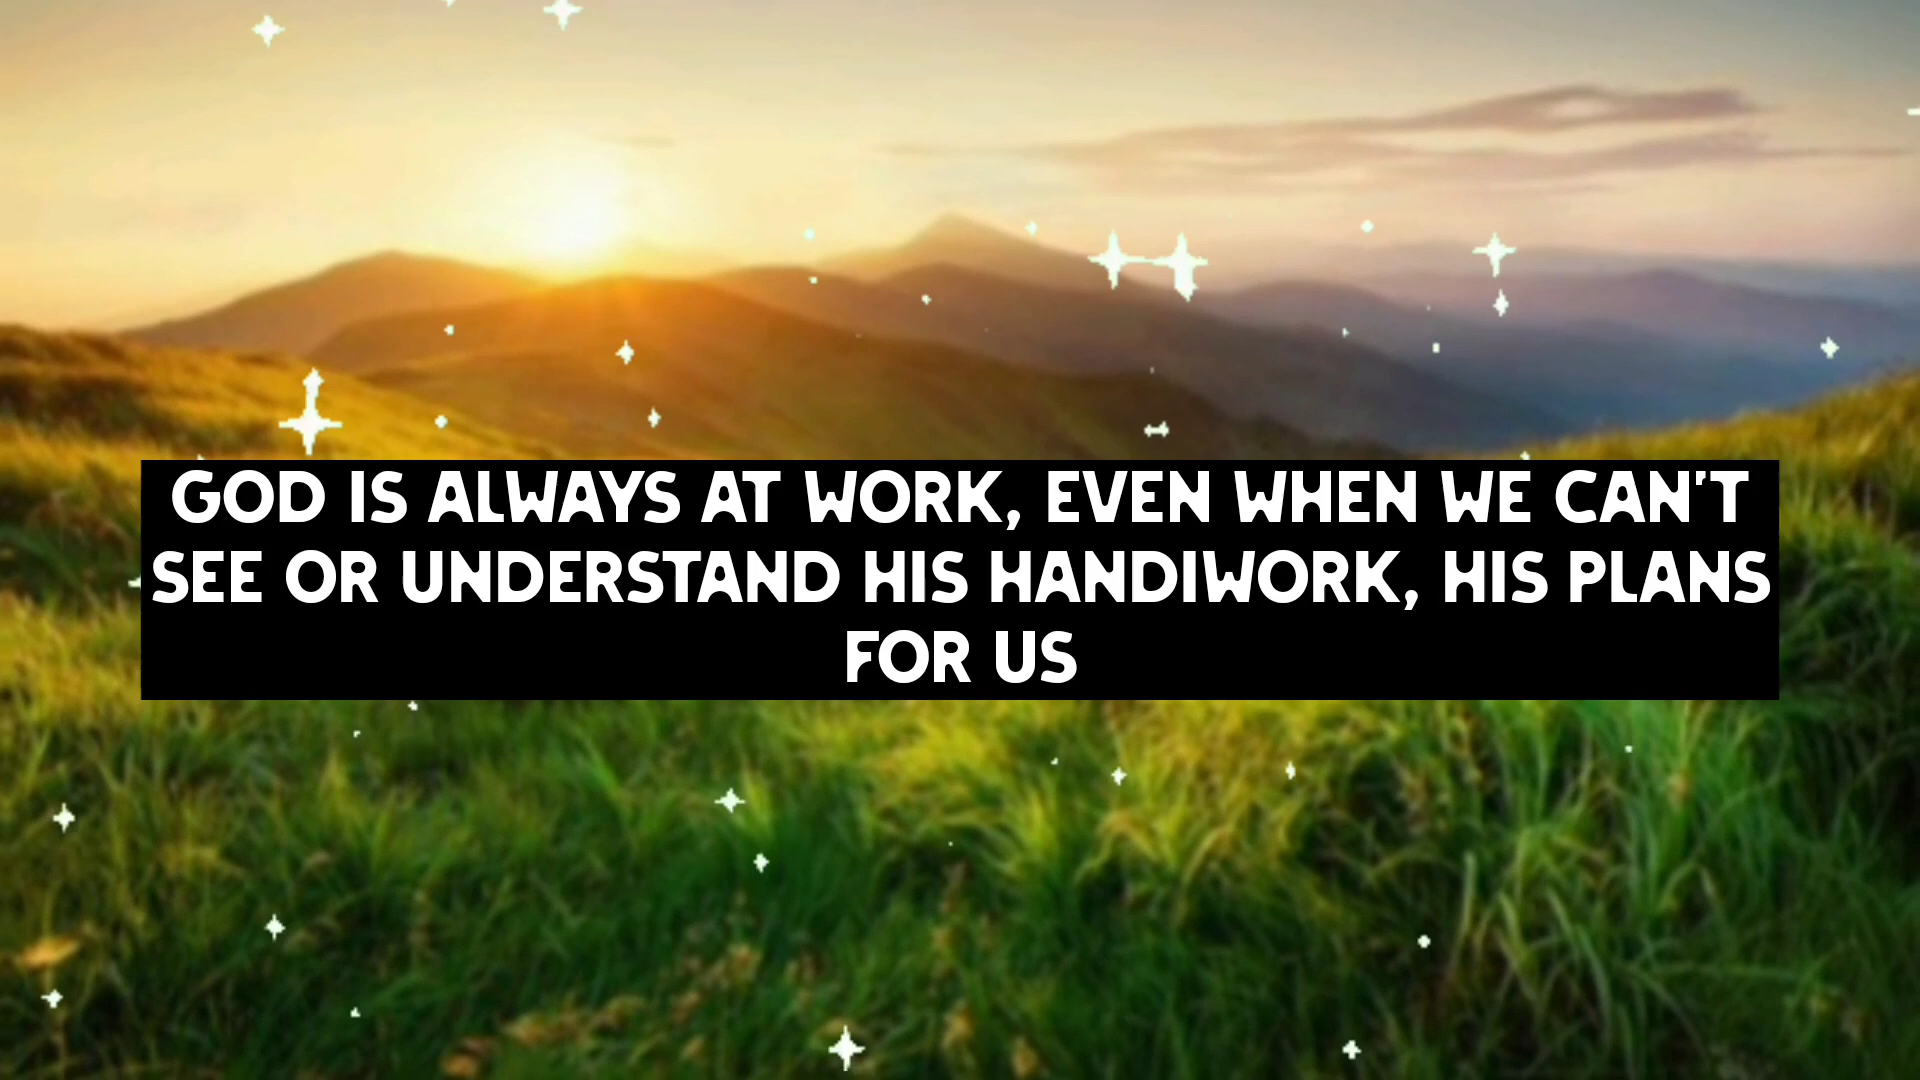 GOD IS ALWAYS AT WORK, EVEN WHEN WE CAN'T
SEE OR UNDERSTAND HIS HANDIWORK, HIS PLANS
FOR US